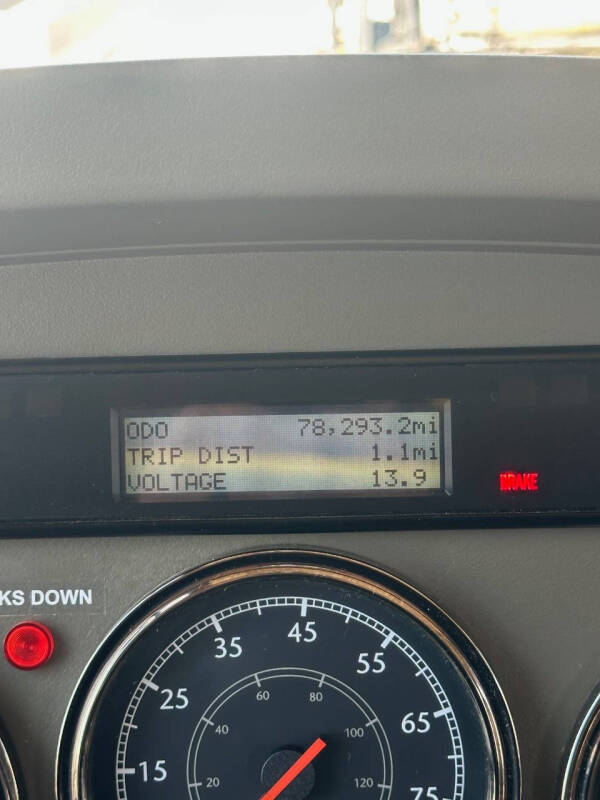 ODO 78,293.2mi
TRIP DIST 1.1mi
VOLTAGE 13.9
BRAKE
KS DOWN
45
35
55
25
65
15
75
60
80
40
100
20
120